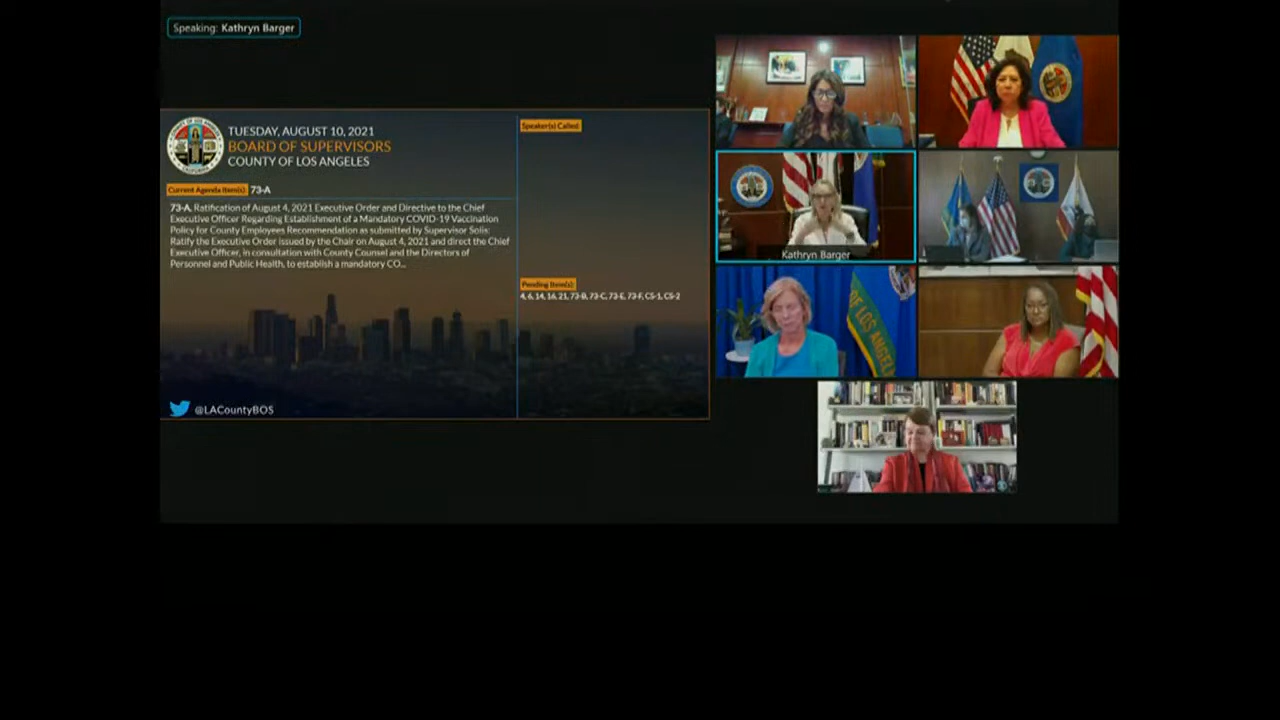 Speaking: Kathryn Barger
TUESDAY, AUGUST 10, 2021
BOARD OF SUPERVISORS
COUNTY OF LOS ANGELES
Current Agenda Item(s): 73-A
73-A. Ratification of August 4, 2021 Executive Order and Directive to the Chief
Executive Officer Regarding Establishment of a Mandatory COVID-19 Vaccination
Policy for County Employees Recommendation as submitted by Supervisor Solis:
Ratify the Executive Order issued by the Chair on August 4, 2021 and direct the Chief
Executive Officer, in consultation with County Counsel and the Directors of
Personnel and Public Health, to establish a mandatory CO...
@LACountyBOS
Speaker(s) Called:
Pending Item(s):
4, 6, 14, 16, 21, 73-B, 73-C, 73-E, 73-F, CS-1, CS-2
Kathryn Barger
OF LOS ANGELES